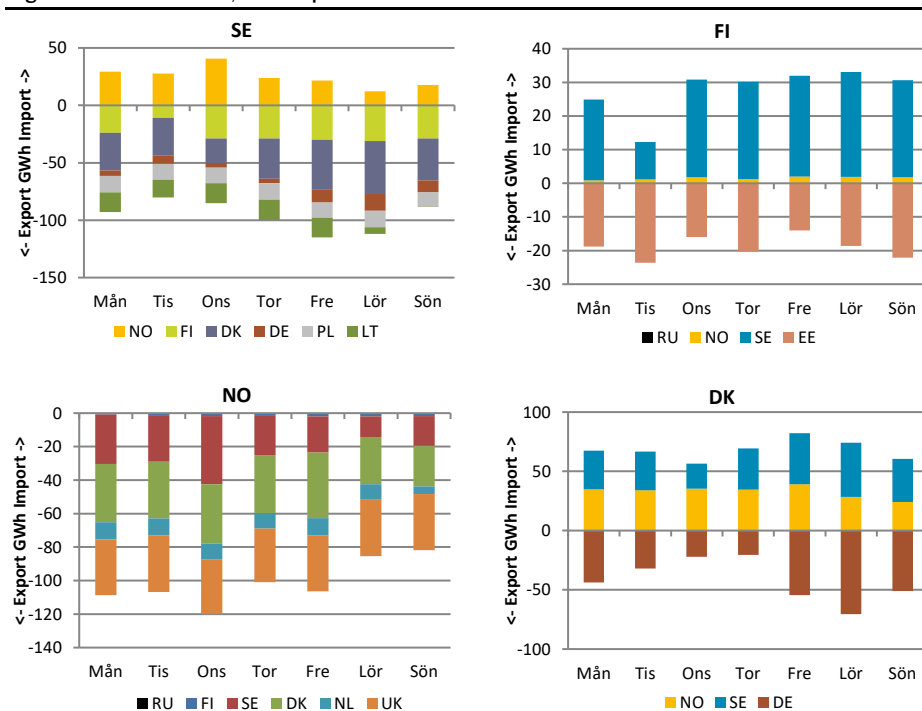 SE
<- Export GWh Import ->
50
0
-50
-100
-150
Mån Tis Ons Tor Fre Lör Sön
NO FI DK DE PL LT
FI
<- Export GWh Import ->
40
30
20
10
0
-10
-20
-30
Mån Tis Ons Tor Fre Lör Sön
RU NO SE EE
NO
<- Export GWh Import ->
0
-20
-40
-60
-80
-100
-120
-140
Mån Tis Ons Tor Fre Lör Sön
RU FI SE DK NL UK
DK
<- Export GWh Import ->
100
50
0
-50
-100
Mån Tis Ons Tor Fre Lör Sön
NO SE DE